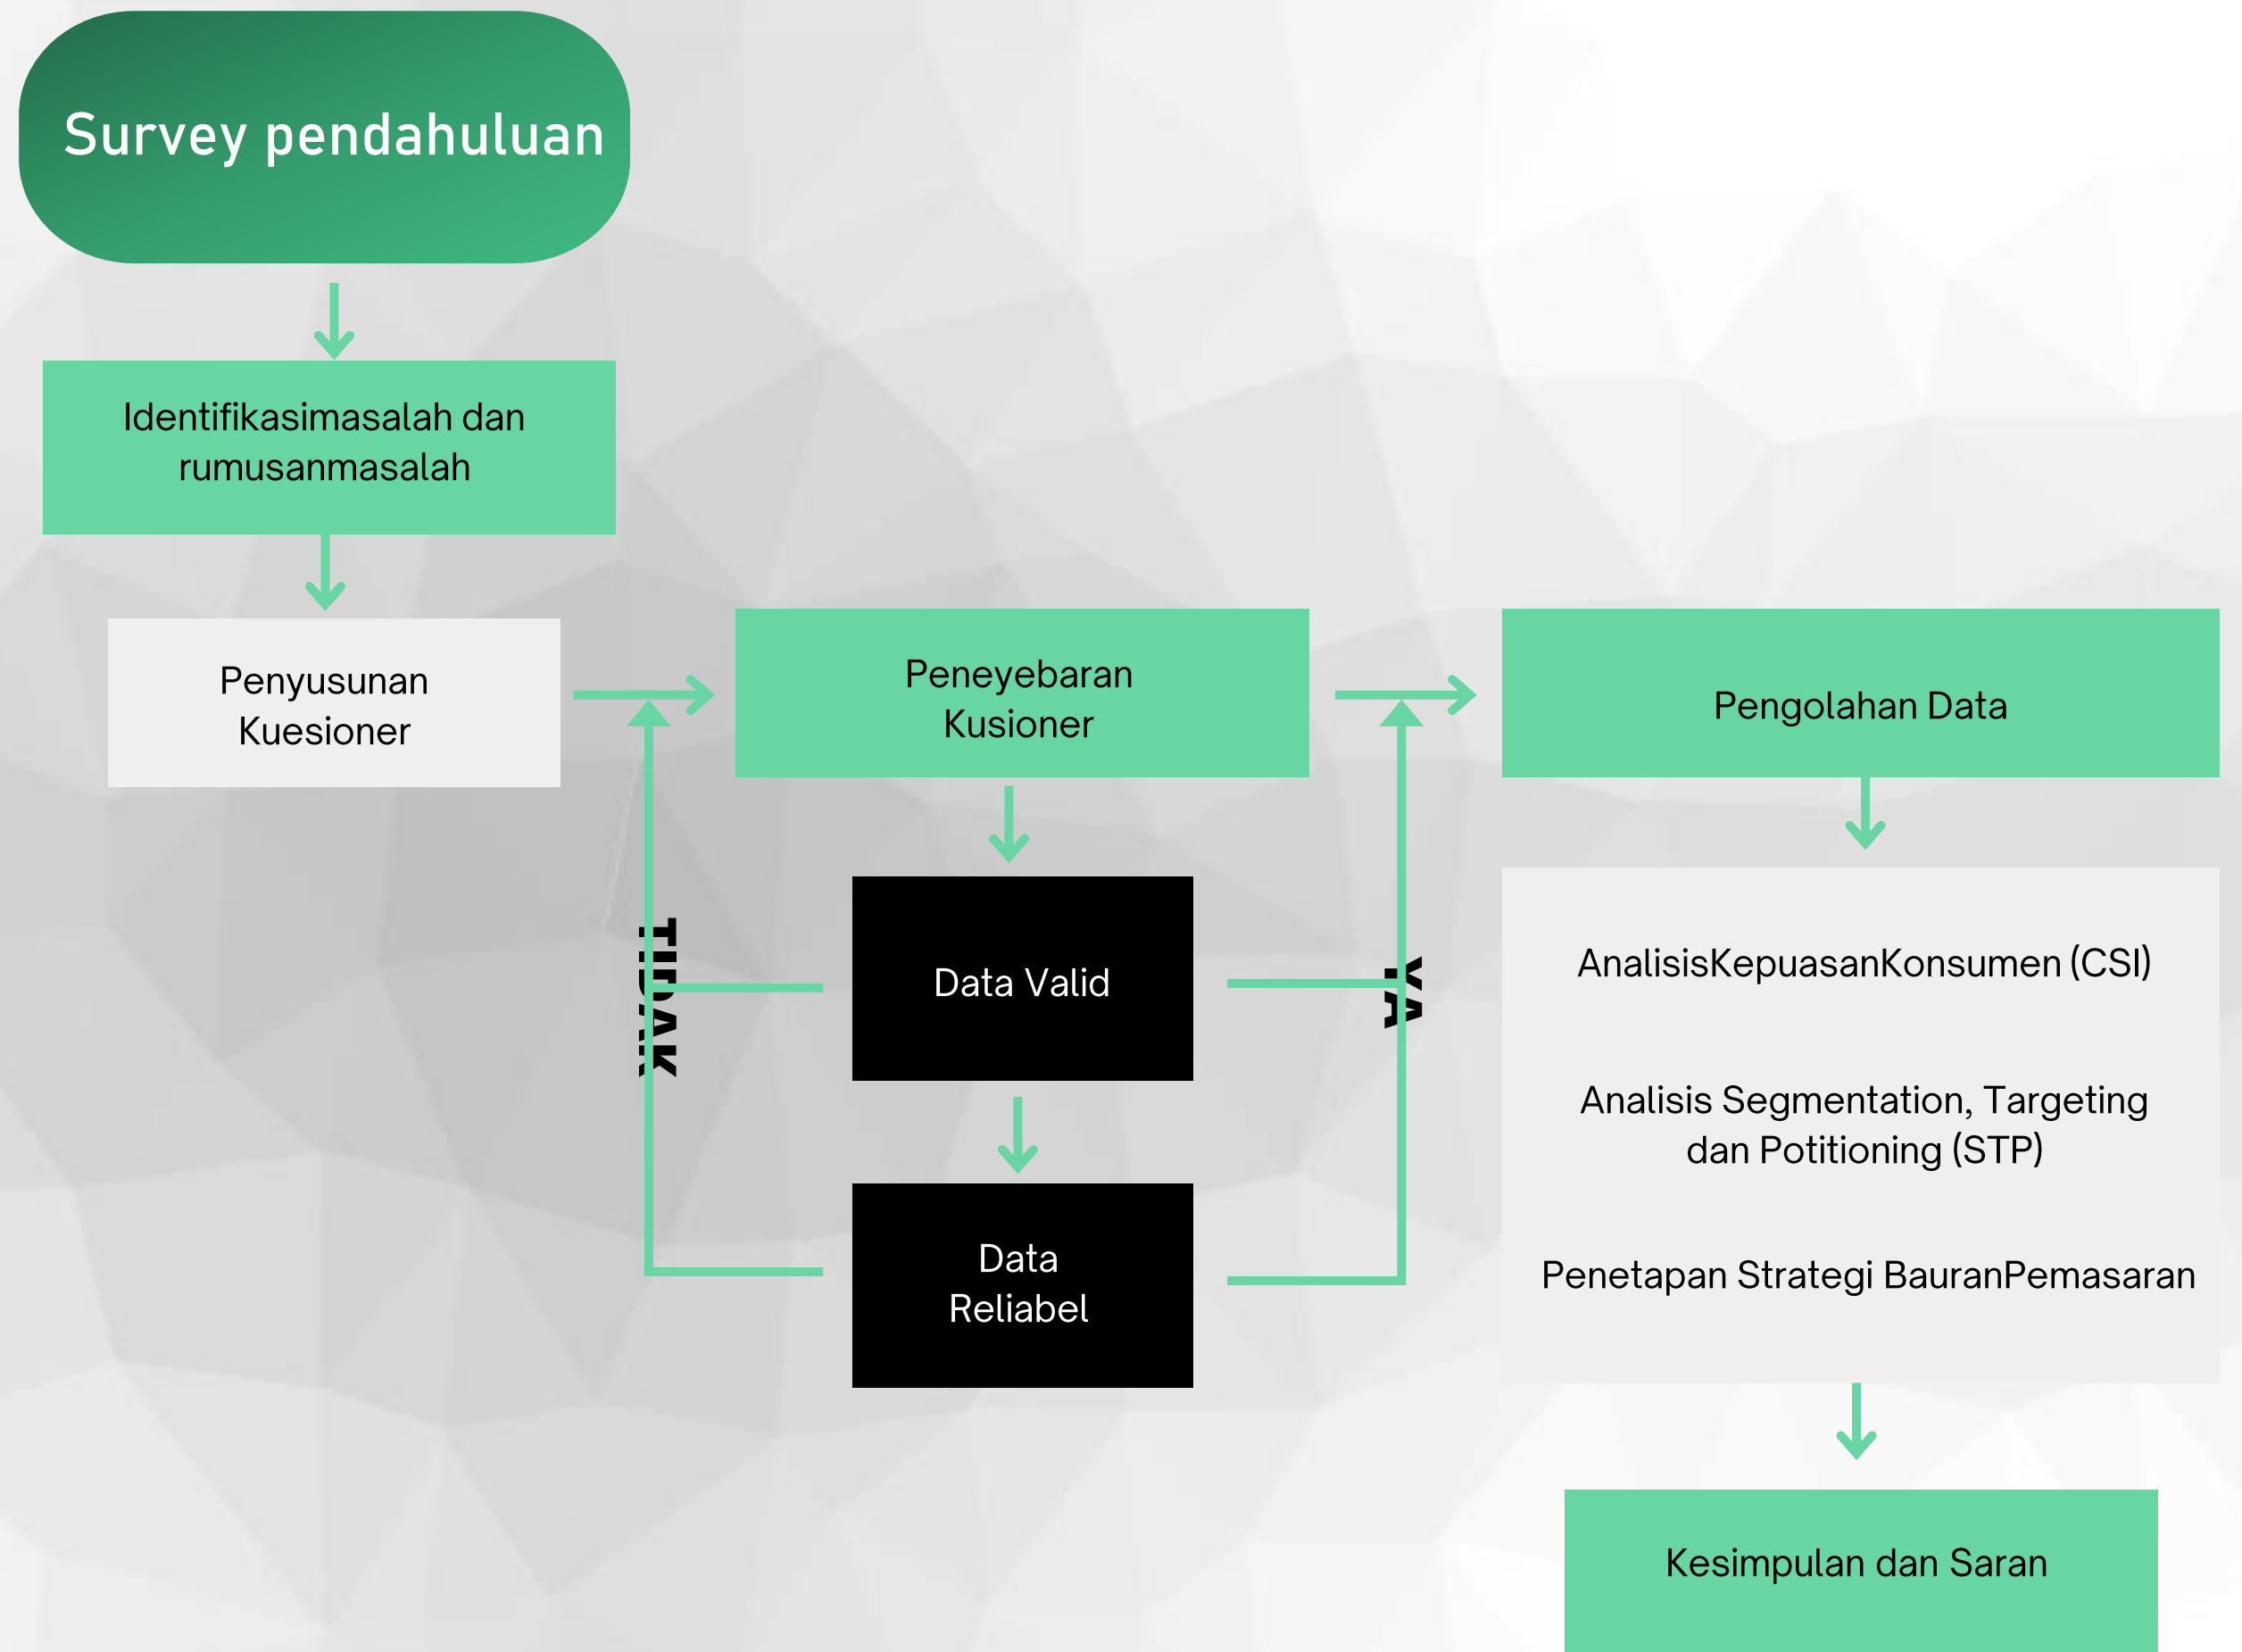 Survey pendahuluan
Identifikasimasalah dan
rumusanmasalah
Penyusunan
Kuesioner
Peneyebaran
Kusioner
Pengolahan Data
TIDAK
Data Valid
YA
Data
Reliabel
AnalisisKepuasanKonsumen (CSI)
Analisis Segmentation, Targeting
dan Potitioning (STP)
Penetapan Strategi BauranPemasaran
Kesimpulan dan Saran